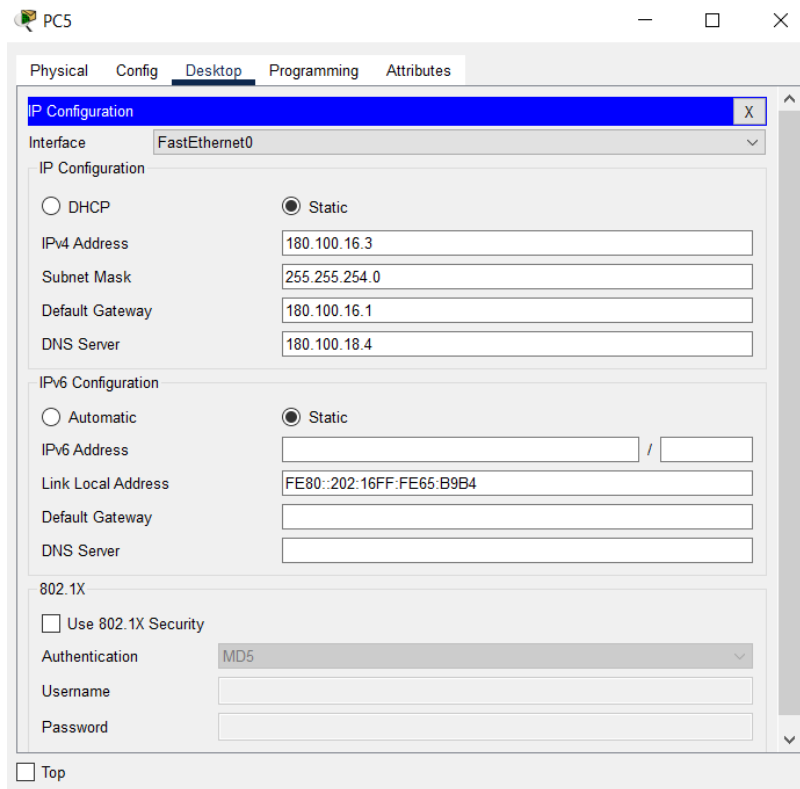 PC5
Physical Config Desktop Programming Attributes
IP Configuration X
Interface FastEthernet0
IP Configuration
DHCP Static
IPv4 Address 180.100.16.3
Subnet Mask 255.255.254.0
Default Gateway 180.100.16.1
DNS Server 180.100.18.4
IPv6 Configuration
Automatic Static
IPv6 Address /
Link Local Address FE80::202:16FF:FE65:B9B4
Default Gateway
DNS Server
802.1X
Use 802.1X Security
Authentication MD5
Username
Password
Top